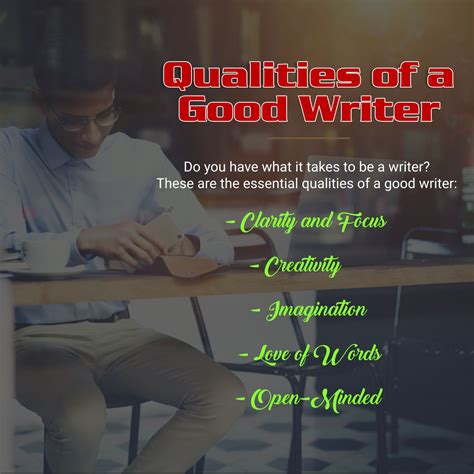 Qualities of a
Good Writer
Do you have what it takes to be a writer?
These are the essential qualities of a good writer:
- Clarity and Focus
- Creativity
- Imagination
- Love of Words
- Open-Minded